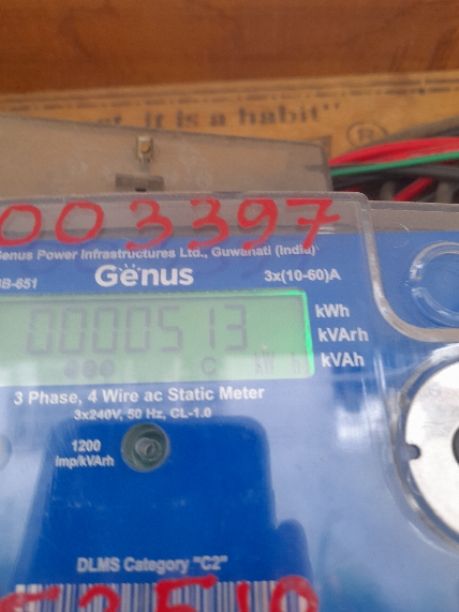 it is a habit"
®
003397
Genus Power Infrastructures Ltd., Guwahati (India)
Genus
3x(10-60)A
0000513
kWh
kVArh
kVAh
3 Phase, 4 Wire ac Static Meter
3x240V, 50 Hz, CL-1.0
1200
imp/kVArh
DLMS Category "C2"